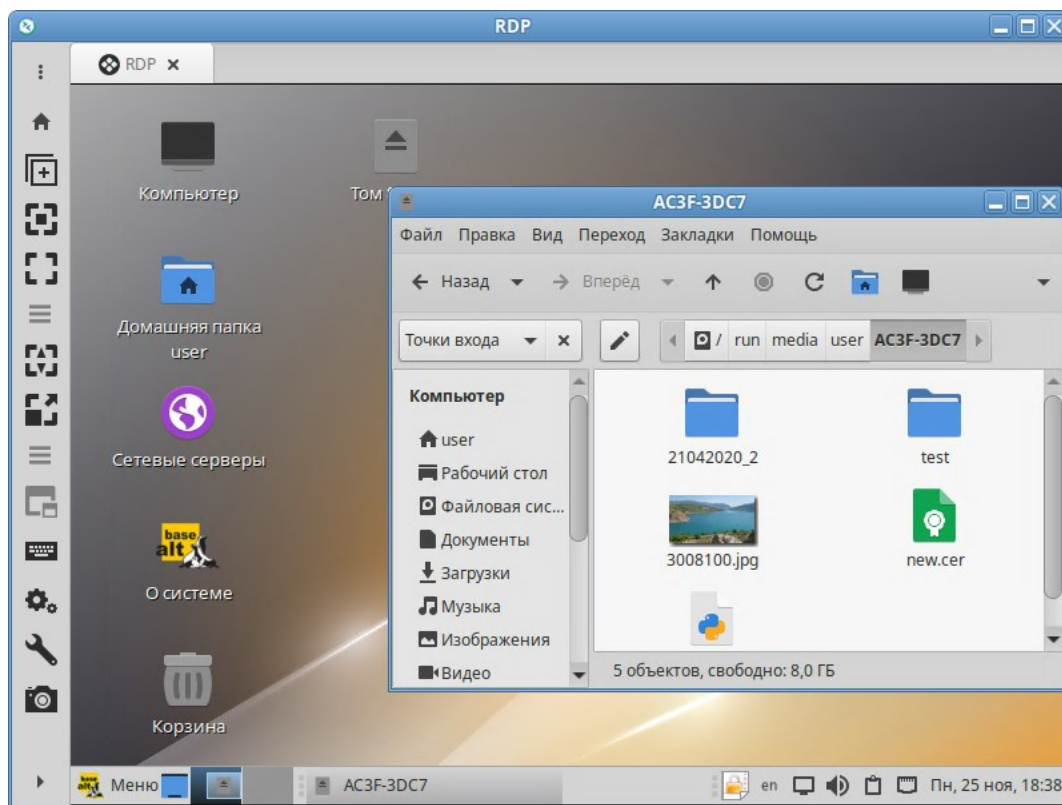 RDP
RDP
Компьютер
Том
Домашняя папка
user
Сетевые серверы
base
alt
О системе
Корзина
AC3F-3DC7
Файл Правка Вид Переход Закладки Помощь
Назад Вперёд
Точки входа
/ run media user AC3F-3DC7
Компьютер
user
Рабочий стол
Файловая сис...
Документы
Загрузки
Музыка
Изображения
Видео
21042020_2
test
3008100.jpg
new.cer
5 объектов, свободно: 8,0 ГБ
Меню
AC3F-3DC7
en
Пн, 25 ноя, 18:38